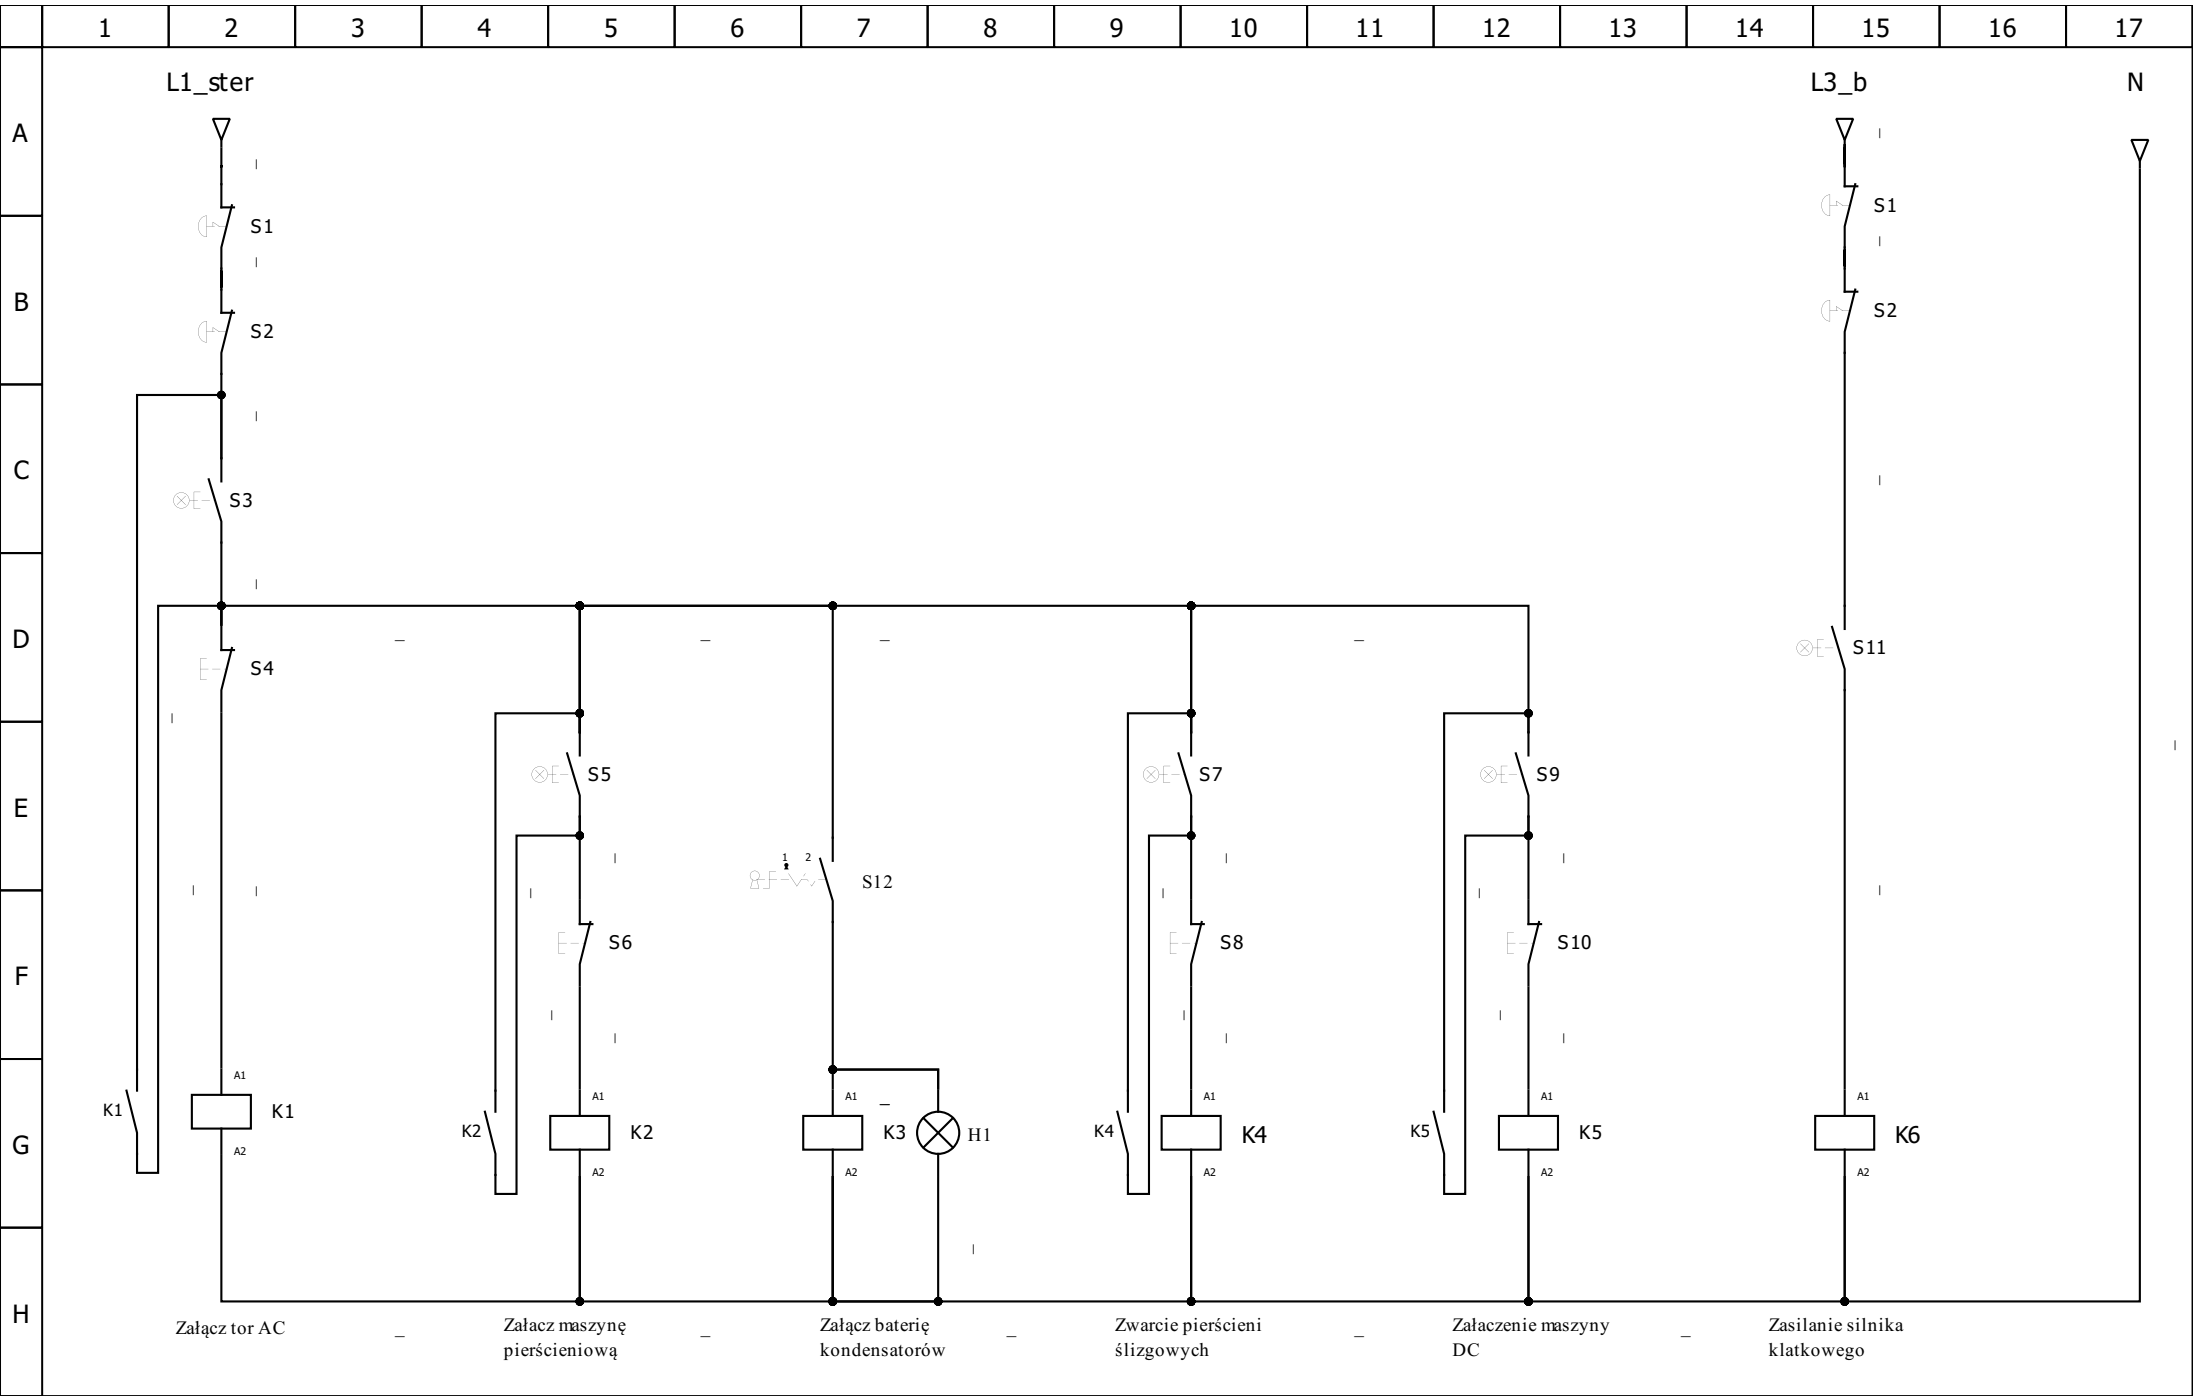 1 2 3 4 5 6 7 8 9 10 11 12 13 14 15 16 17
L1_ster L3_b N
A
S1 S1
B
S2 S2
C
S3
D
S4 S11
E
S5 S7 S9
1 2
S12
F
S6 S8 S10
G
A1 A1 A1 A1 A1 A1
K1 K1 K2 K2 K3 H1 K4 K4 K5 K5 K6
A2 A2 A2 A2 A2 A2
H
Załącz tor AC
Załacz maszynę
pierścieniową
Załącz baterię
kondensatorów
Zwarcie pierścieni
ślizgowych
Załaczenie maszyny
DC
Zasilanie silnika
klatkowego